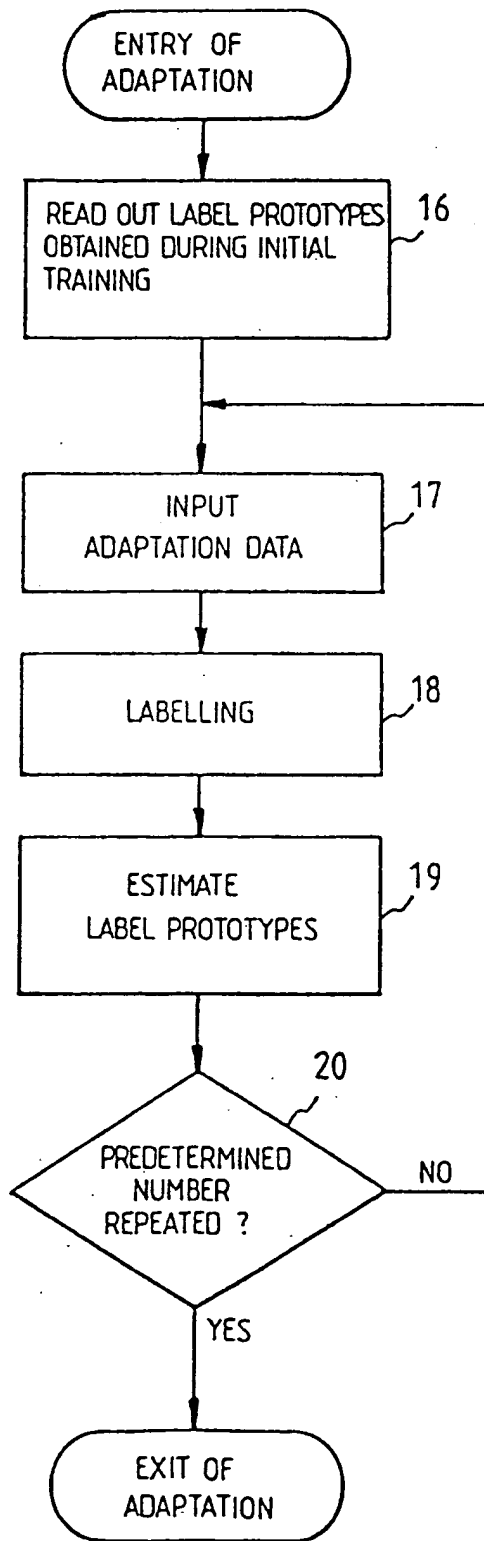 ENTRY OF
ADAPTATION
READ OUT LABEL PROTOTYPES
OBTAINED DURING INITIAL
TRAINING
16
INPUT
ADAPTATION DATA
17
LABELLING
18
ESTIMATE
LABEL PROTOTYPES
19
20
PREDETERMINED
NUMBER
REPEATED ?
NO
YES
EXIT OF
ADAPTATION